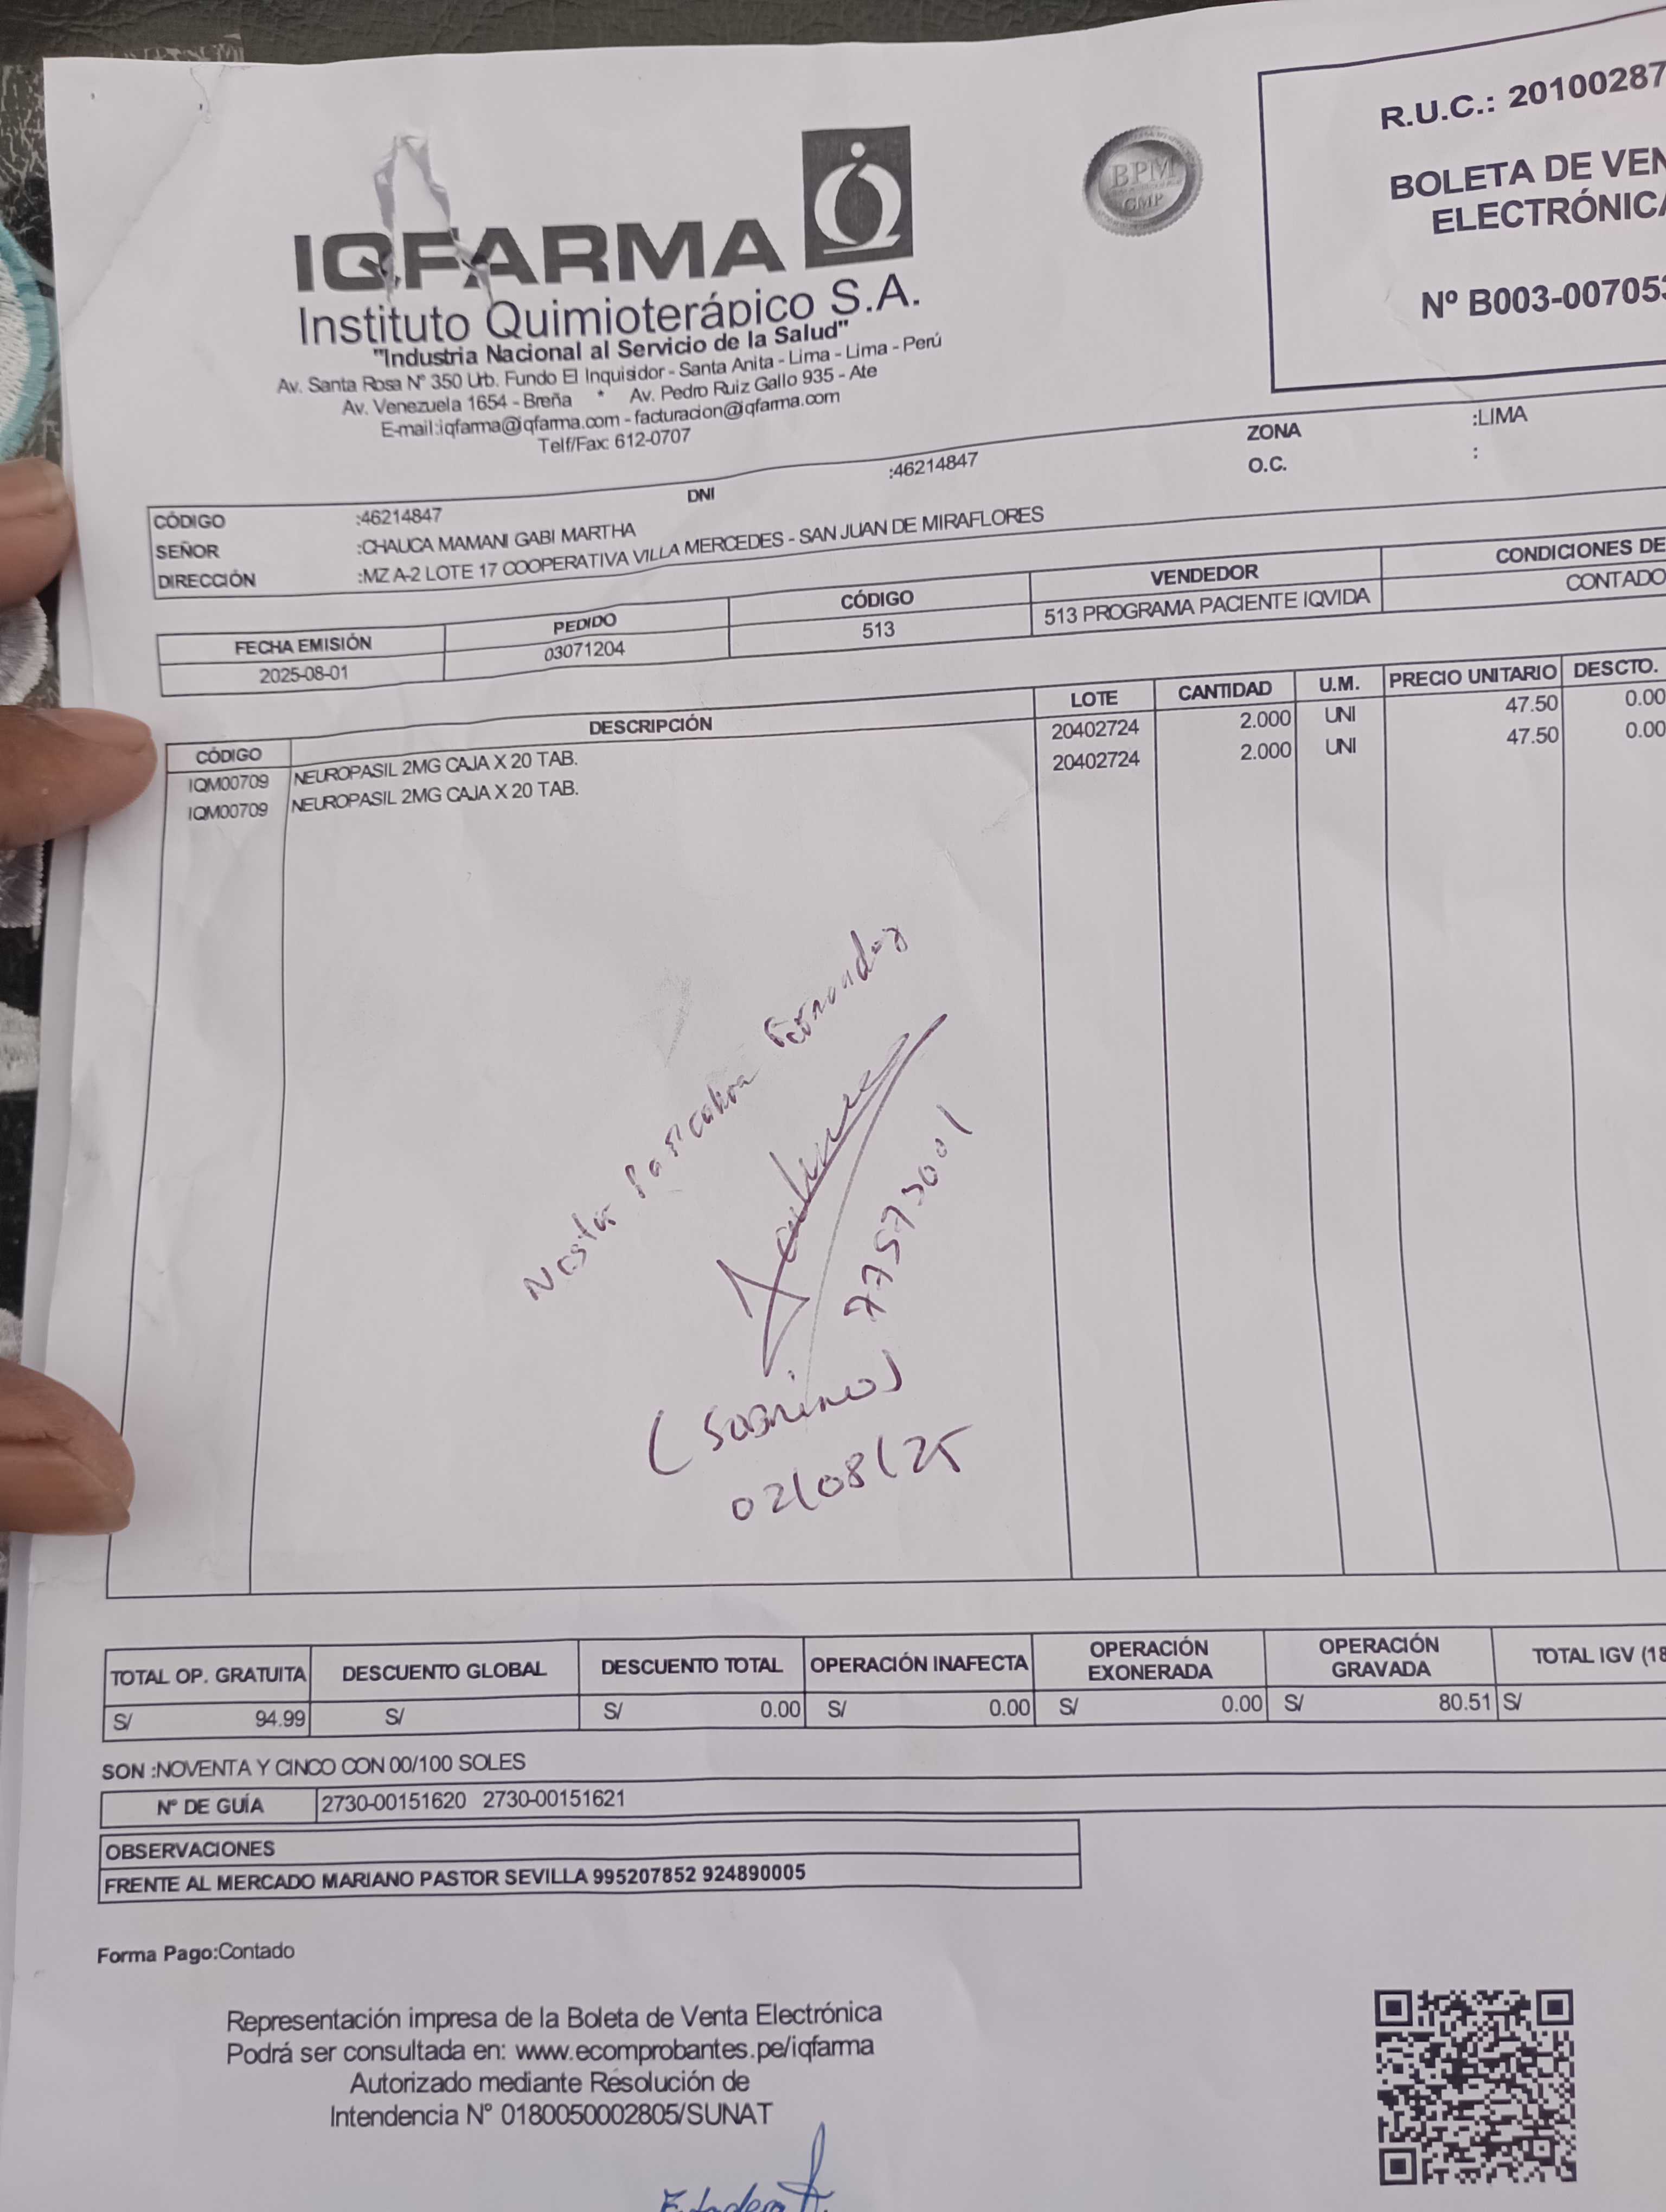 IQFARMA
Instituto Quimioterápico S.A.
"Industria Nacional al Servicio de la Salud"
Av. Santa Rosa Nº 350 Urb. Fundo El Inquisidor - Santa Anita - Lima - Lima - Perú
Av. Venezuela 1654 - Breña * Av. Pedro Ruiz Gallo 935 - Ate
E-mail:iqfarma@iqfarma.com - facturacion@iqfarma.com
Telf/Fax: 612-0707
BPM
GMP
R.U.C.: 20100287
BOLETA DE VEN
ELECTRÓNICA
Nº B003-007053
CÓDIGO :46214847 DNI :46214847 ZONA :LIMA
SEÑOR :CHAUCA MAMANI GABI MARTHA O.C. :
DIRECCIÓN :MZ A-2 LOTE 17 COOPERATIVA VILLA MERCEDES - SAN JUAN DE MIRAFLORES
FECHA EMISIÓN PEDIDO CÓDIGO VENDEDOR CONDICIONES DE
2025-08-01 03071204 513 513 PROGRAMA PACIENTE IQVIDA CONTADO
CÓDIGO DESCRIPCIÓN LOTE CANTIDAD U.M. PRECIO UNITARIO DESCTO.
IQM00709 NEUROPASIL 2MG CAJA X 20 TAB. 20402724 2.000 UNI 47.50 0.00
IQM00709 NEUROPASIL 2MG CAJA X 20 TAB. 20402724 2.000 UNI 47.50 0.00
(sobrino)
02/08/25
TOTAL OP. GRATUITA DESCUENTO GLOBAL DESCUENTO TOTAL OPERACIÓN INAFECTA OPERACIÓN EXONERADA OPERACIÓN GRAVADA TOTAL IGV (18
S/ 94.99 S/ S/ 0.00 S/ 0.00 S/ 0.00 S/ 80.51 S/
SON :NOVENTA Y CINCO CON 00/100 SOLES
Nº DE GUÍA 2730-00151620 2730-00151621
OBSERVACIONES
FRENTE AL MERCADO MARIANO PASTOR SEVILLA 995207852 924890005
Forma Pago:Contado
Representación impresa de la Boleta de Venta Electrónica
Podrá ser consultada en: www.ecomprobantes.pe/iqfarma
Autorizado mediante Resolución de
Intendencia Nº 0180050002805/SUNAT